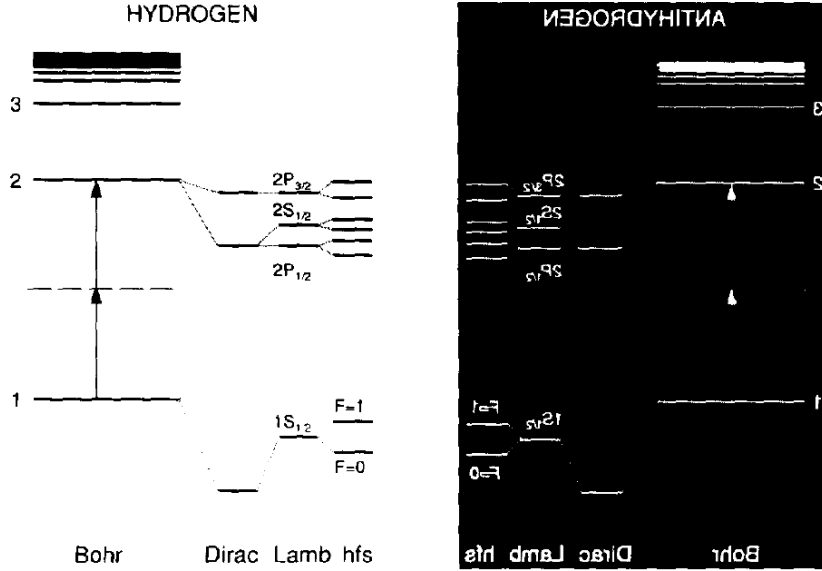 HYDROGEN
3
2
2P3/2
2S1/2
2P1/2
1
F=1
1S1/2
F=0
Bohr Dirac Lamb hfs
ANTIHYDROGEN
3
2
2P3/2
2S1/2
2P1/2
1
F=1
1S1/2
F=0
hfs Lamb Dirac Bohr